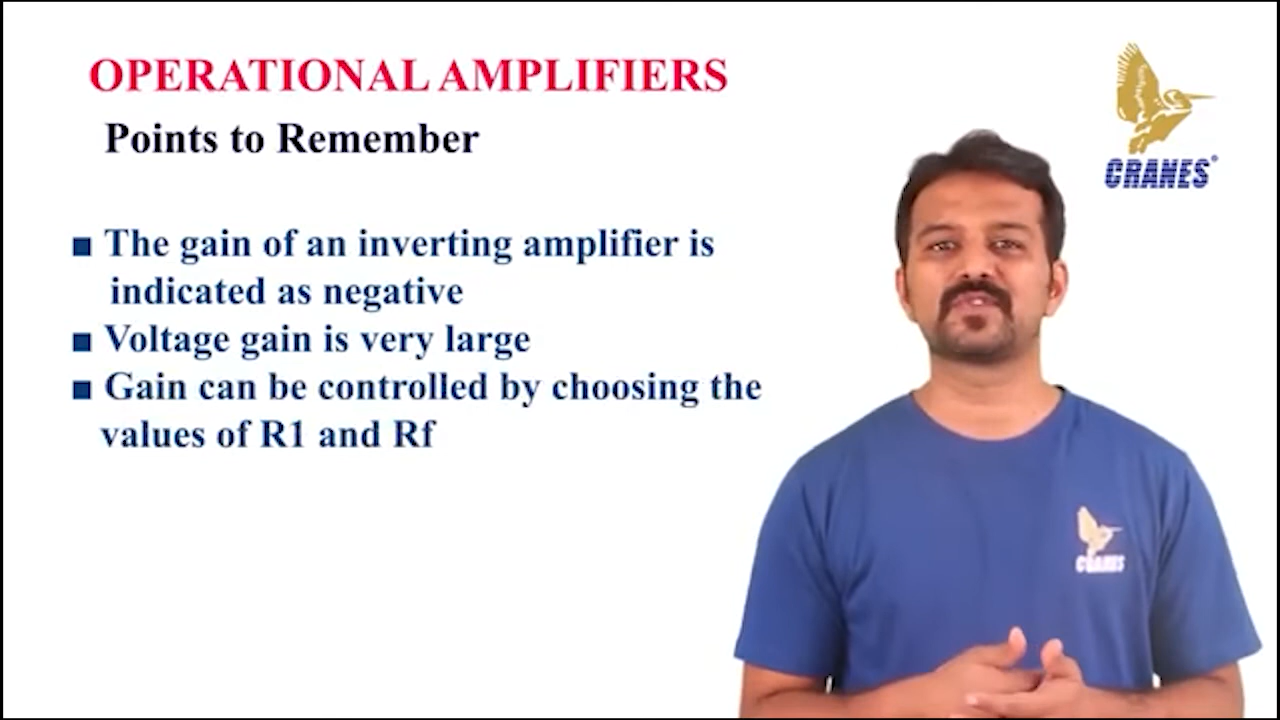 OPERATIONAL AMPLIFIERS
Points to Remember
CRANES®
■ The gain of an inverting amplifier is
indicated as negative
■ Voltage gain is very large
■ Gain can be controlled by choosing the
values of R1 and Rf
CRANES